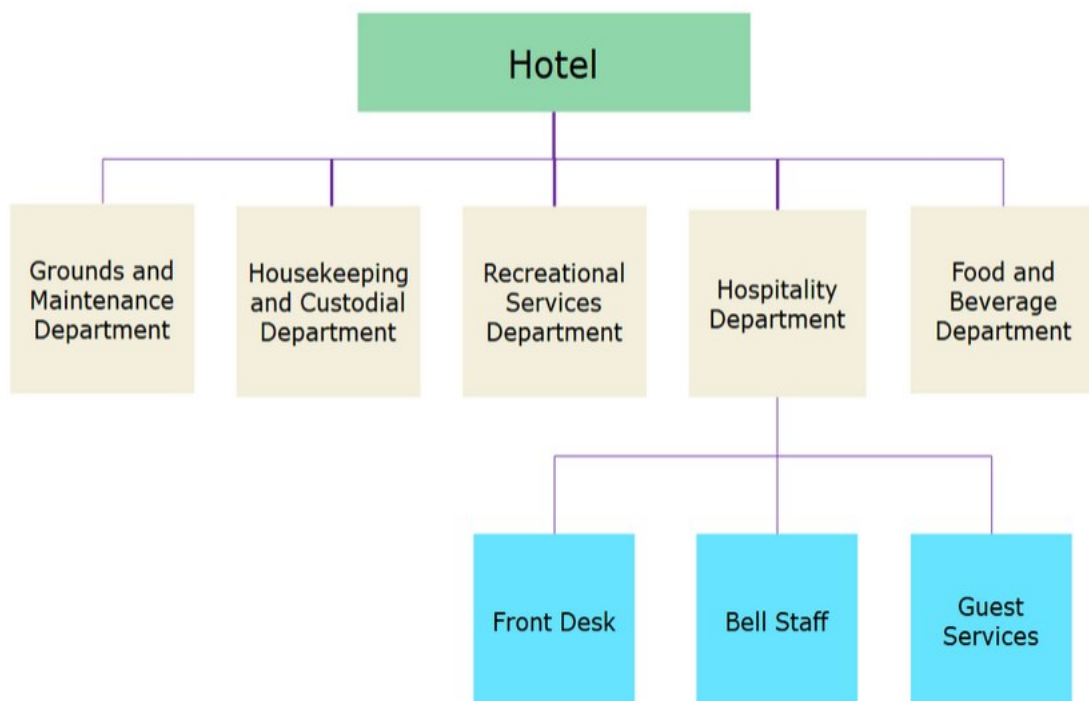 Hotel
Grounds and
Maintenance
Department
Housekeeping
and Custodial
Department
Recreational
Services
Department
Hospitality
Department
Food and
Beverage
Department
Front Desk
Bell Staff
Guest
Services